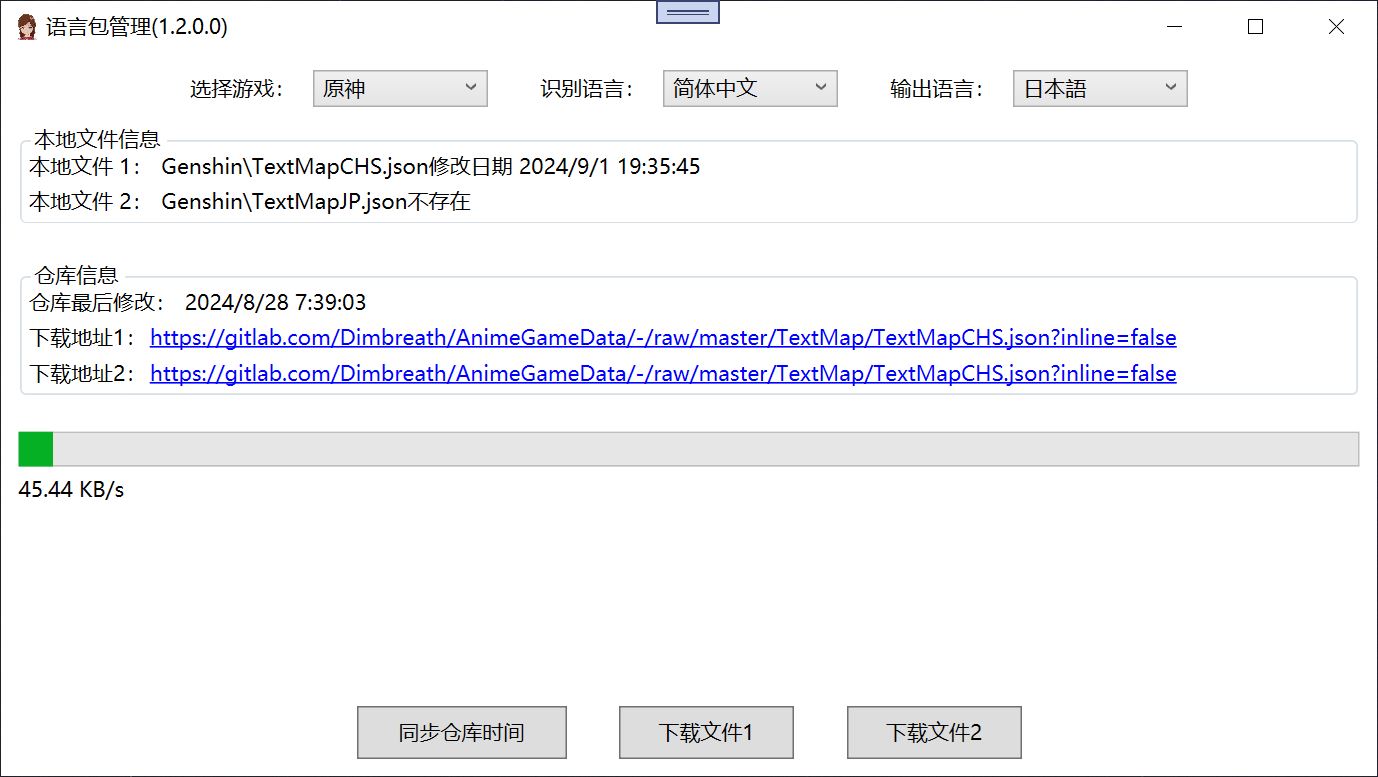 语言包管理(1.2.0.0)
选择游戏： 原神 识别语言： 简体中文 输出语言： 日本語
本地文件信息
本地文件 1： Genshin\TextMapCHS.json修改日期 2024/9/1 19:35:45
本地文件 2： Genshin\TextMapJP.json不存在
仓库信息
仓库最后修改： 2024/8/28 7:39:03
下载地址1： https://gitlab.com/Dimbreath/AnimeGameData/-/raw/master/TextMap/TextMapCHS.json?inline=false
下载地址2： https://gitlab.com/Dimbreath/AnimeGameData/-/raw/master/TextMap/TextMapCHS.json?inline=false
45.44 KB/s
同步仓库时间 下载文件1 下载文件2